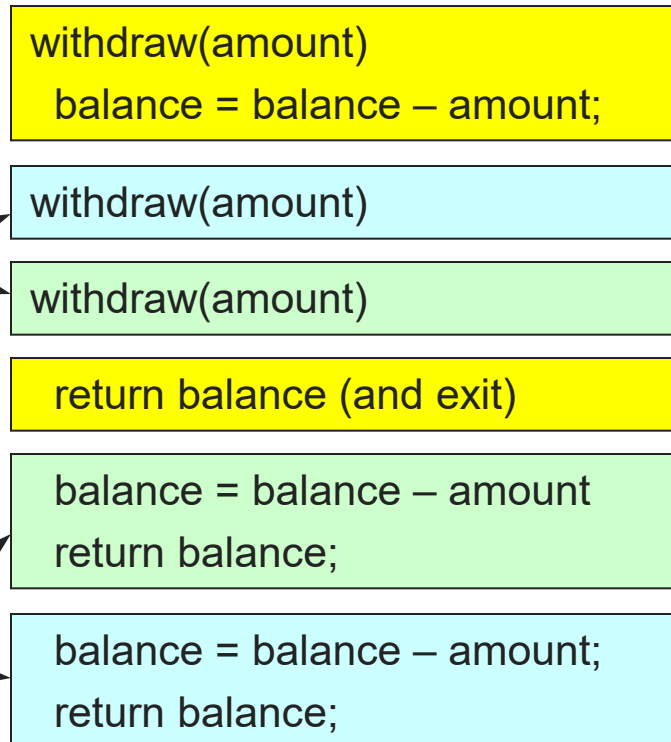 withdraw(amount)
balance = balance – amount;
withdraw(amount)
withdraw(amount)
return balance (and exit)
balance = balance – amount
return balance;
balance = balance – amount;
return balance;